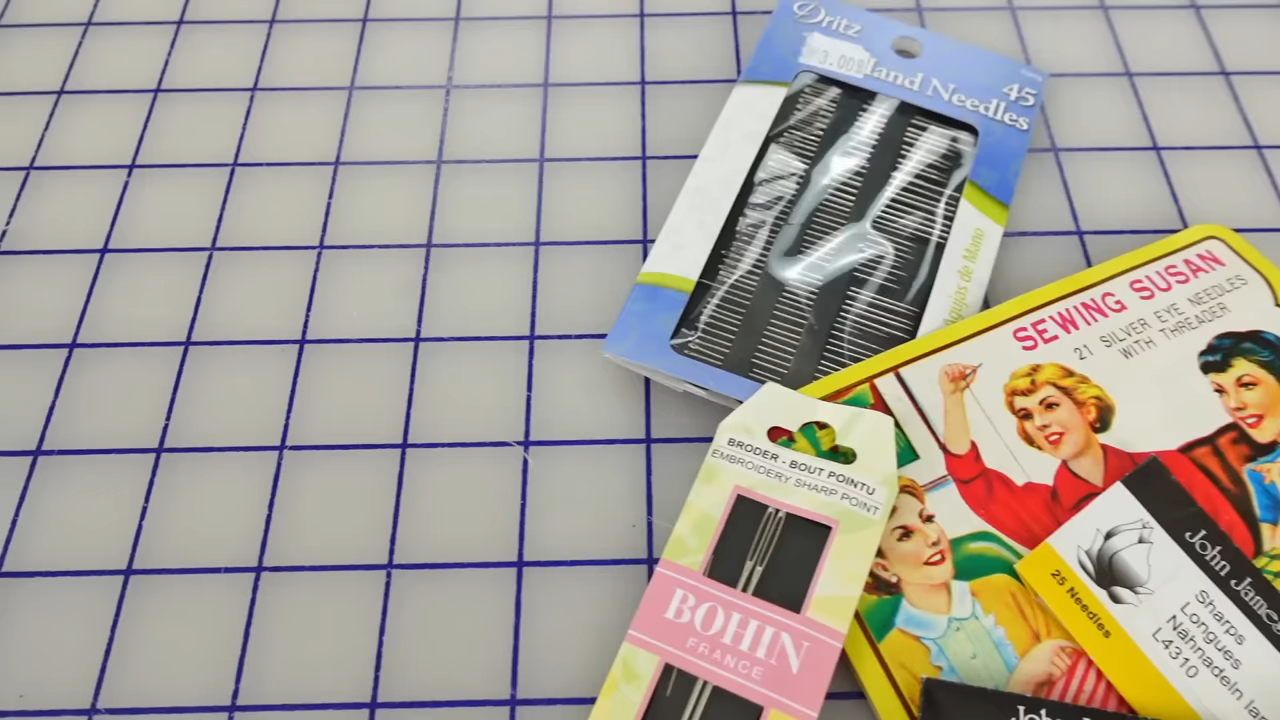 Dritz
3.00
45
Hand Needles
Agujas de Mano
SEWING SUSAN
21 SILVER EYE NEEDLES
WITH THREADER
BRODER - BOUT POINTU
EMBROIDERY SHARP POINT
BOHIN
FRANCE
John James
25 Needles
Sharps
Longues
Nähnadeln
L4310
John